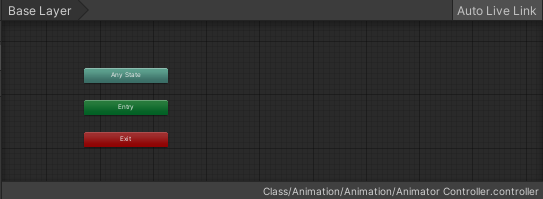 Base Layer
Auto Live Link
Any State
Entry
Exit
Class/Animation/Animation/Animator Controller.controller